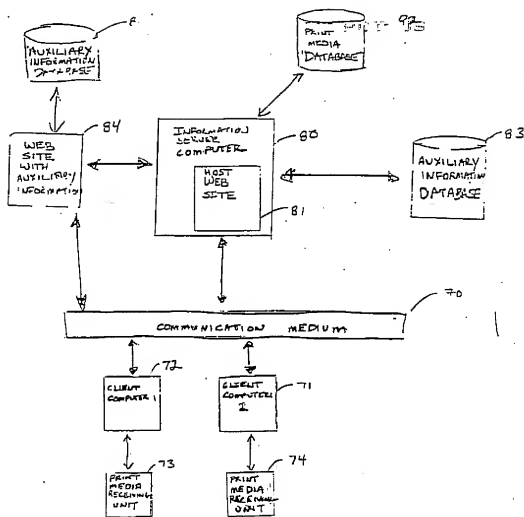 8
AUXILIARY
INFORMATION
DATABASE
PRINT
MEDIA
DATABASE
84
WEB
SITE
WITH
AUXILIARY
INFORMATION
INFORMATION
SERVER
COMPUTER
80
HOST
WEB
SITE
81
83
AUXILIARY
INFORMATION
DATABASE
70
COMMUNICATION MEDIUM
72
CLIENT
COMPUTER 1
71
CLIENT
COMPUTER
I
73
PRINT
MEDIA
RECEIVING
UNIT
74
PRINT
MEDIA
RECEIVING
UNIT